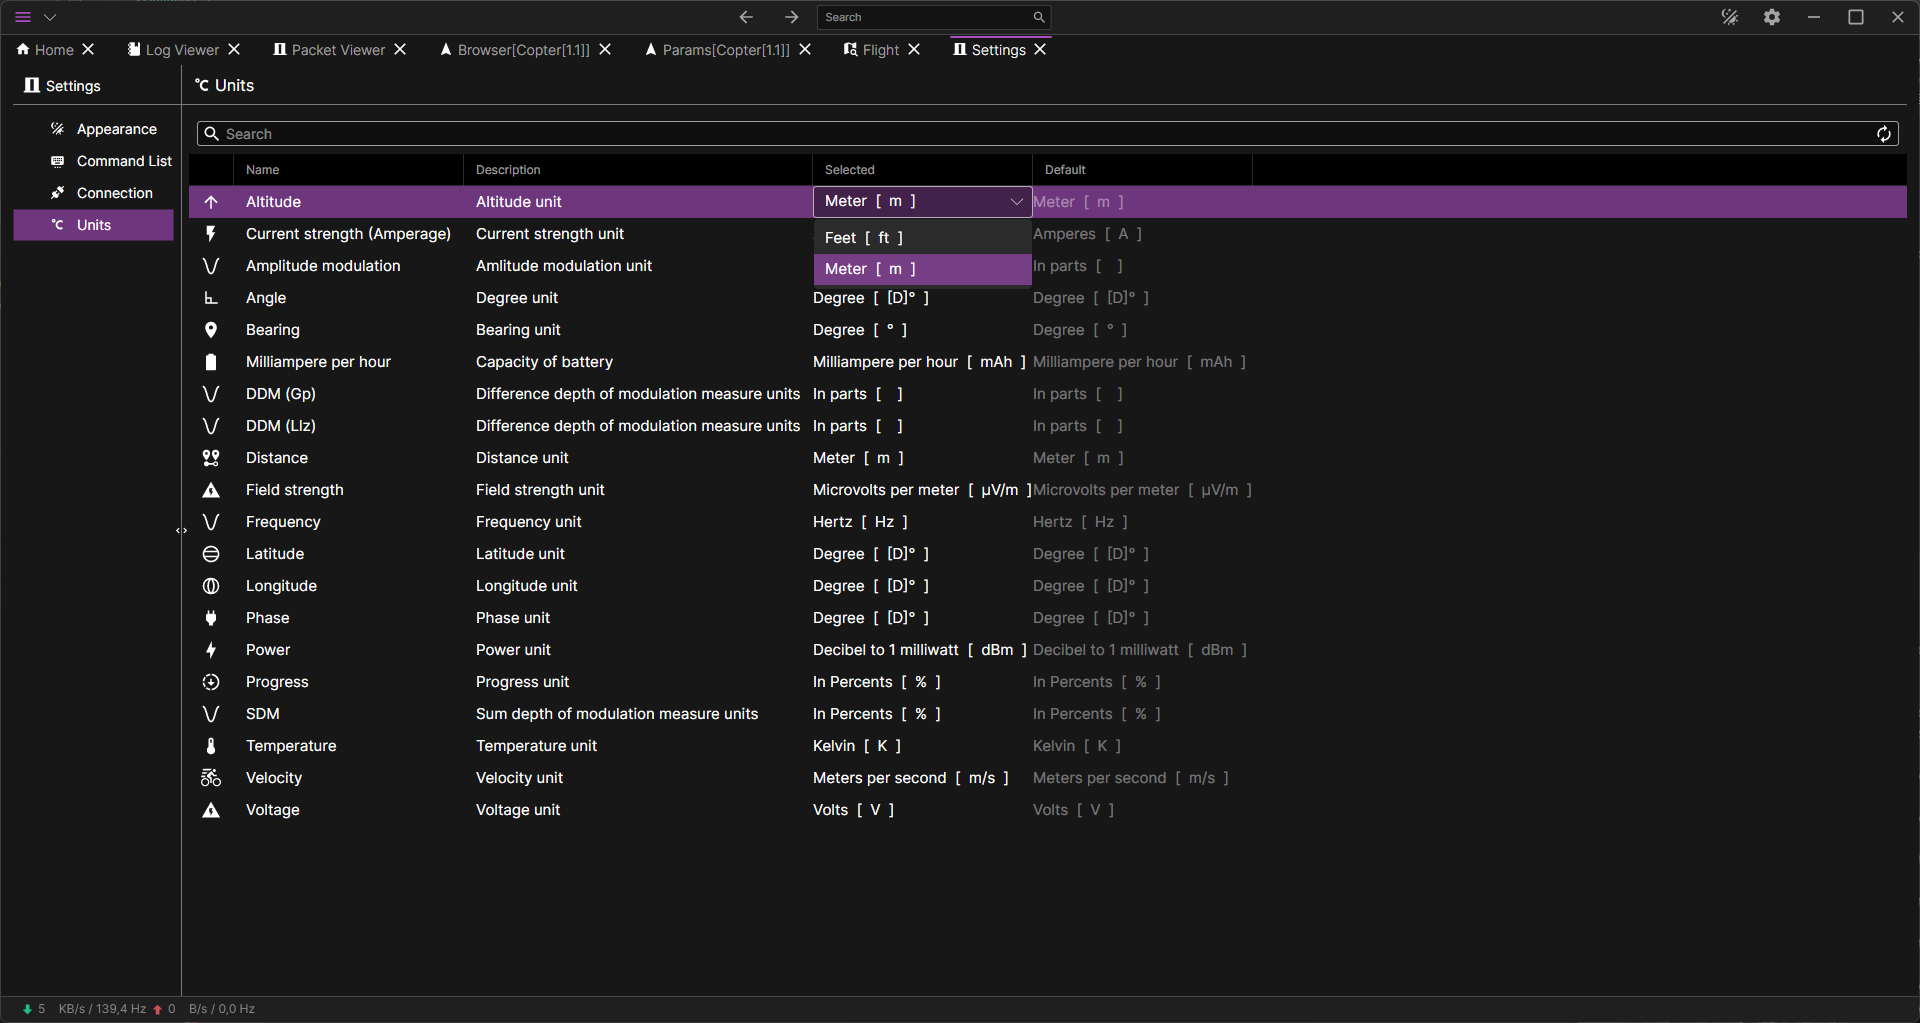 Search
Home Log Viewer Packet Viewer Browser[Copter[1.1]] Params[Copter[1.1]] Flight Settings
Settings
℃ Units
Appearance
Command List
Connection
℃ Units
Search
Name Description Selected Default
Altitude Altitude unit Meter [ m ] Meter [ m ]
Current strength (Amperage) Current strength unit Feet [ ft ] Amperes [ A ]
Amplitude modulation Amlitude modulation unit Meter [ m ] In parts [ ]
Angle Degree unit Degree [ [D]° ] Degree [ [D]° ]
Bearing Bearing unit Degree [ ° ] Degree [ ° ]
Milliampere per hour Capacity of battery Milliampere per hour [ mAh ] Milliampere per hour [ mAh ]
DDM (Gp) Difference depth of modulation measure units In parts [ ] In parts [ ]
DDM (Llz) Difference depth of modulation measure units In parts [ ] In parts [ ]
Distance Distance unit Meter [ m ] Meter [ m ]
Field strength Field strength unit Microvolts per meter [ µV/m ] Microvolts per meter [ µV/m ]
Frequency Frequency unit Hertz [ Hz ] Hertz [ Hz ]
Latitude Latitude unit Degree [ [D]° ] Degree [ [D]° ]
Longitude Longitude unit Degree [ [D]° ] Degree [ [D]° ]
Phase Phase unit Degree [ [D]° ] Degree [ [D]° ]
Power Power unit Decibel to 1 milliwatt [ dBm ] Decibel to 1 milliwatt [ dBm ]
Progress Progress unit In Percents [ % ] In Percents [ % ]
SDM Sum depth of modulation measure units In Percents [ % ] In Percents [ % ]
Temperature Temperature unit Kelvin [ K ] Kelvin [ K ]
Velocity Velocity unit Meters per second [ m/s ] Meters per second [ m/s ]
Voltage Voltage unit Volts [ V ] Volts [ V ]
5 KB/s / 139,4 Hz 0 B/s / 0,0 Hz